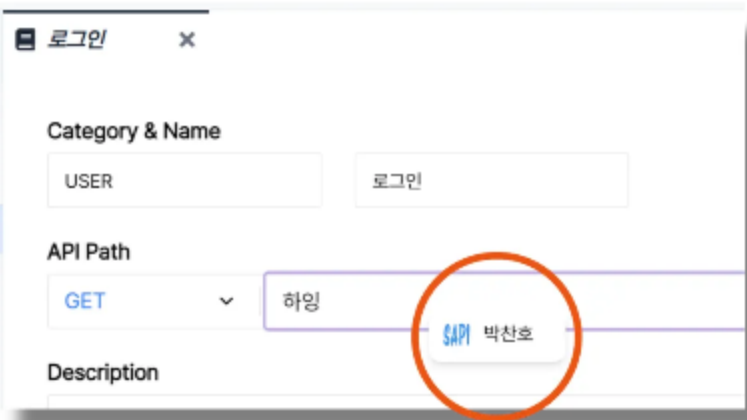 로그인
Category & Name
USER 로그인
API Path
GET 하잉
SAPI 박찬호
Description